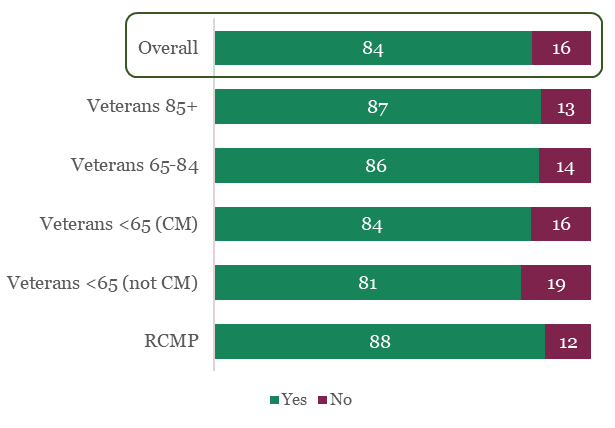 Overall 84 16
Veterans 85+ 87 13
Veterans 65-84 86 14
Veterans <65 (CM) 84 16
Veterans <65 (not CM) 81 19
RCMP 88 12
Yes No